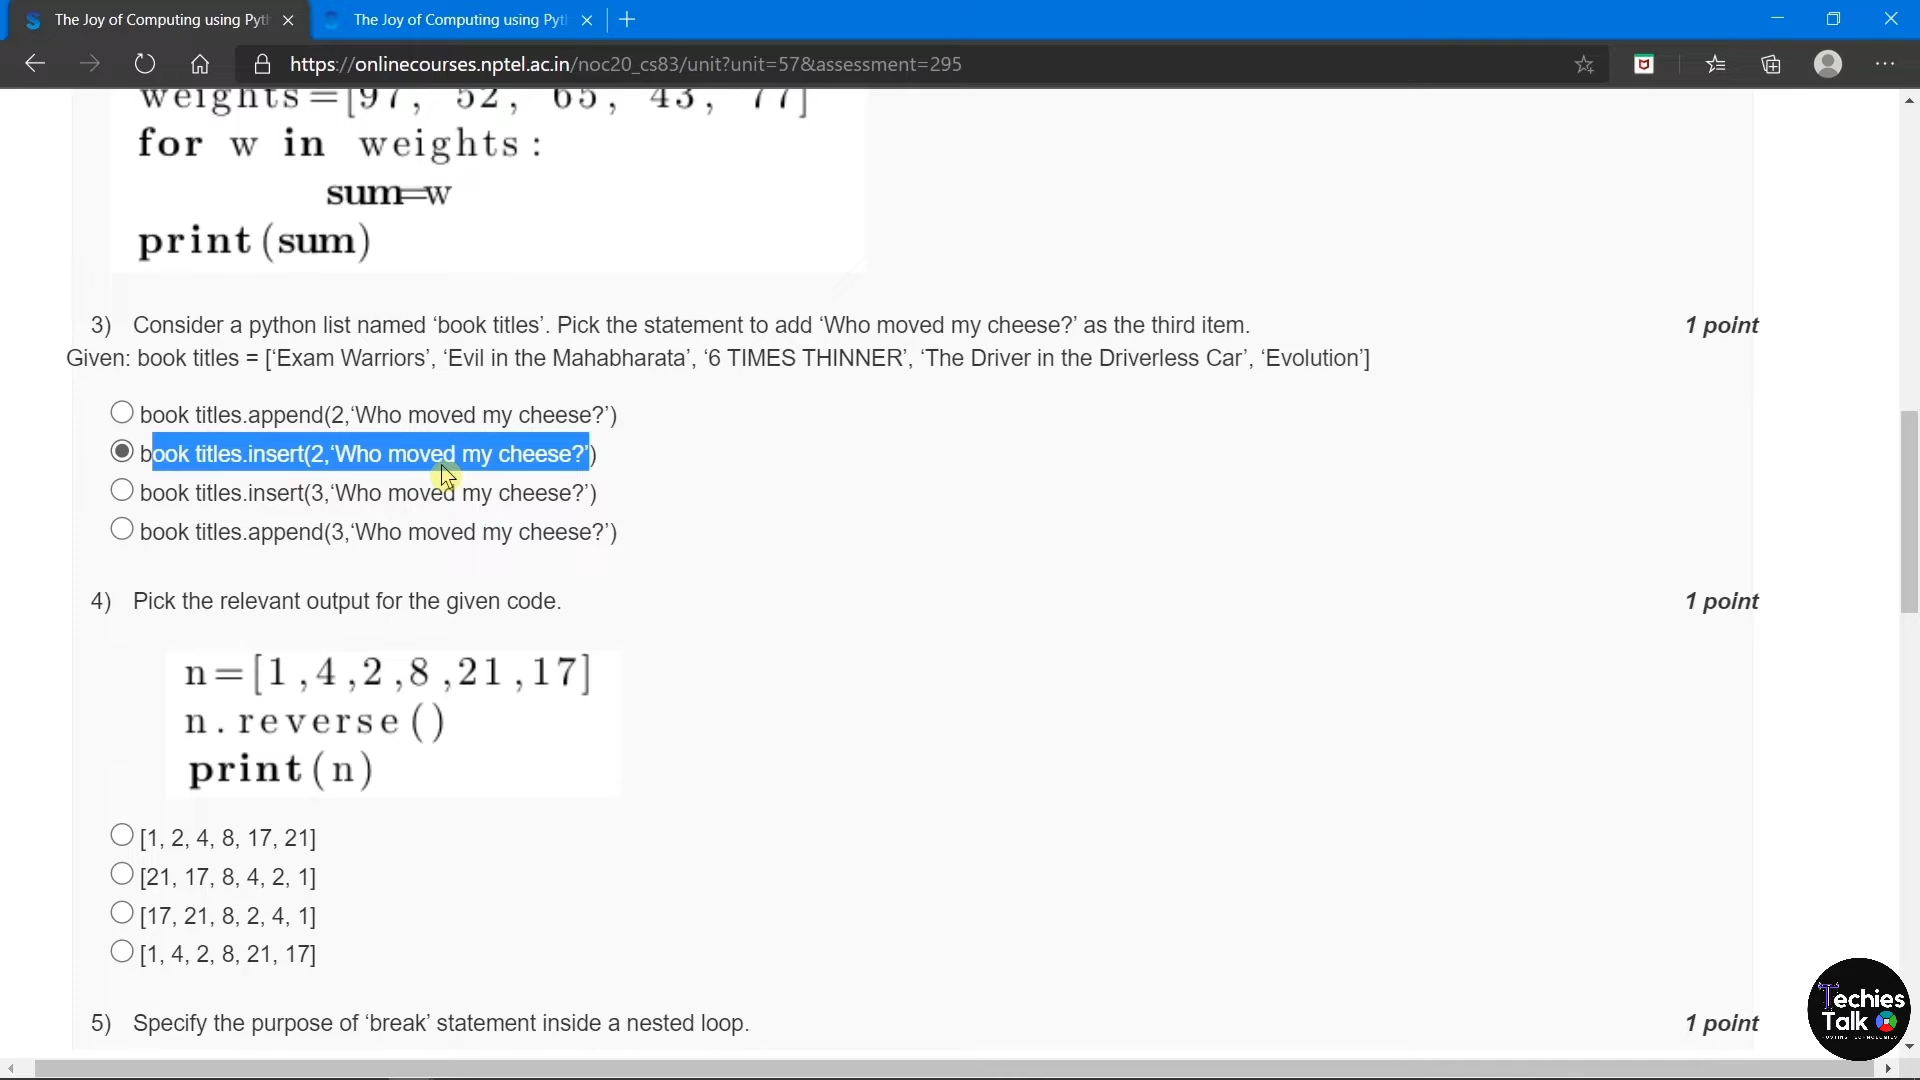 The Joy of Computing using Pyt
The Joy of Computing using Pyt
https://onlinecourses.nptel.ac.in/noc20_cs83/unit?unit=57&assessment=295
weights=[97, 52, 65, 43, 77]
for w in weights:
sum=w
print(sum)
3) Consider a python list named ‘book titles’. Pick the statement to add ‘Who moved my cheese?’ as the third item. 1 point
Given: book titles = [‘Exam Warriors’, ‘Evil in the Mahabharata’, ‘6 TIMES THINNER’, ‘The Driver in the Driverless Car’, ‘Evolution’]
book titles.append(2,‘Who moved my cheese?’)
book titles.insert(2,‘Who moved my cheese?’)
book titles.insert(3,‘Who moved my cheese?’)
book titles.append(3,‘Who moved my cheese?’)
4) Pick the relevant output for the given code. 1 point
n=[1,4,2,8,21,17]
n.reverse()
print(n)
[1, 2, 4, 8, 17, 21]
[21, 17, 8, 4, 2, 1]
[17, 21, 8, 2, 4, 1]
[1, 4, 2, 8, 21, 17]
5) Specify the purpose of ‘break’ statement inside a nested loop. 1 point
Techies
Talk